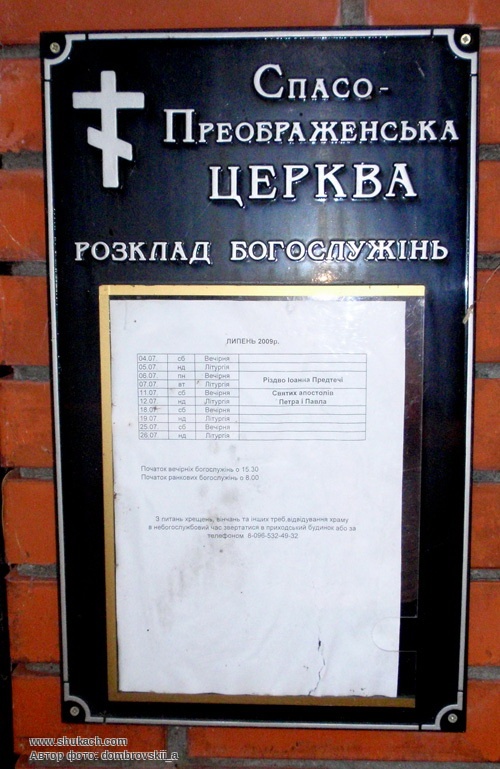 Спасо-
Преображенська
ЦЕРКВА
РОЗКЛАД БОГОСЛУЖІНЬ
ЛИПЕНЬ 2009р.
04.07. сб Вечірня
05.07. нд Літургія
06.07. пн Вечірня
07.07. вт Літургія Різдво Іоанна Предтечі
11.07. сб Вечірня Святих апостолів
12.07. нд Літургія Петра і Павла
18.07. сб Вечірня
19.07. нд Літургія
25.07. сб Вечірня
26.07. нд Літургія
Початок вечірніх богослужінь о 15.30
Початок ранкових богослужінь о 8.00
З питань хрещень, вінчань та інших треб,відвідування храму
в небогослужбовий час звертатися в приходський будинок або за
телефоном 8-096-532-49-32
www.shukach.com
Автор фото: dombrovskii_a